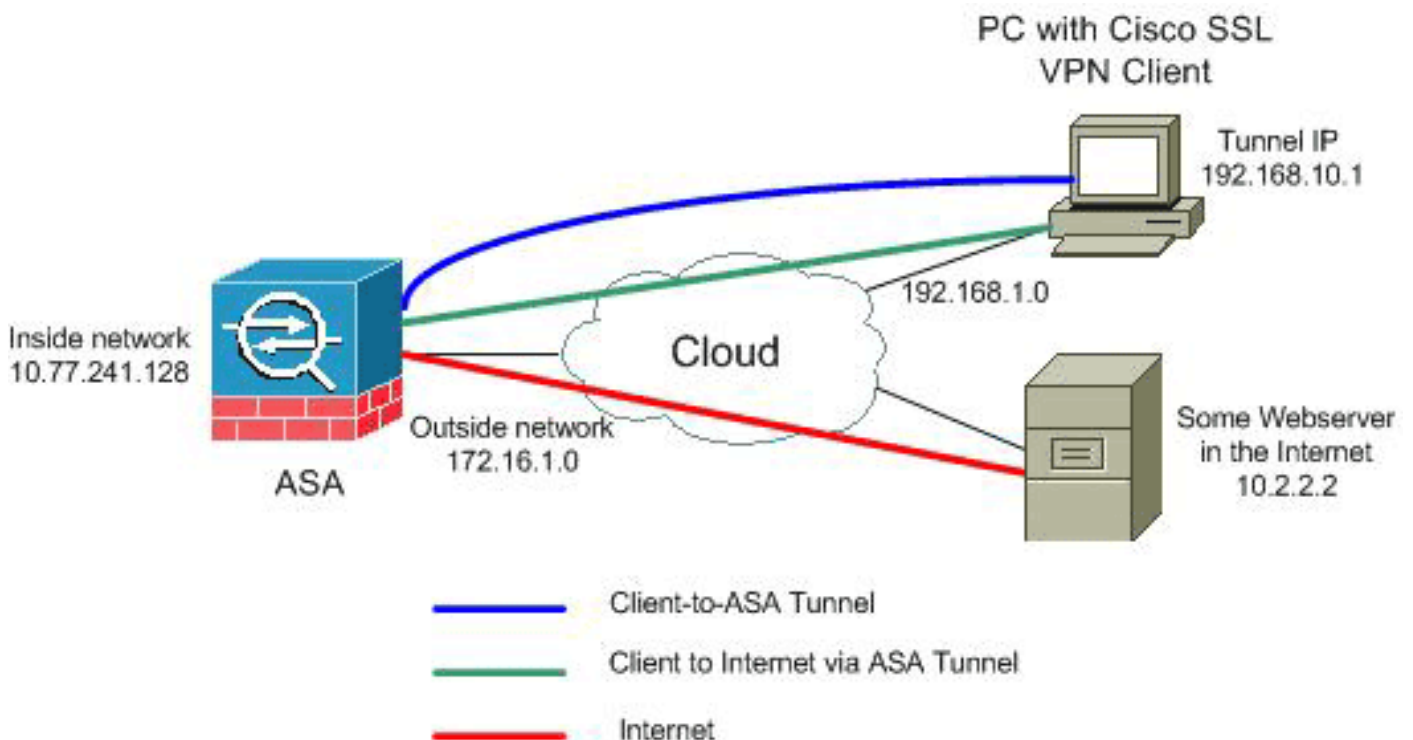 PC with Cisco SSL
VPN Client
Tunnel IP
192.168.10.1
192.168.1.0
Cloud
Inside network
10.77.241.128
Outside network
172.16.1.0
ASA
Some Webserver
in the Internet
10.2.2.2
Client-to-ASA Tunnel
Client to Internet via ASA Tunnel
Internet